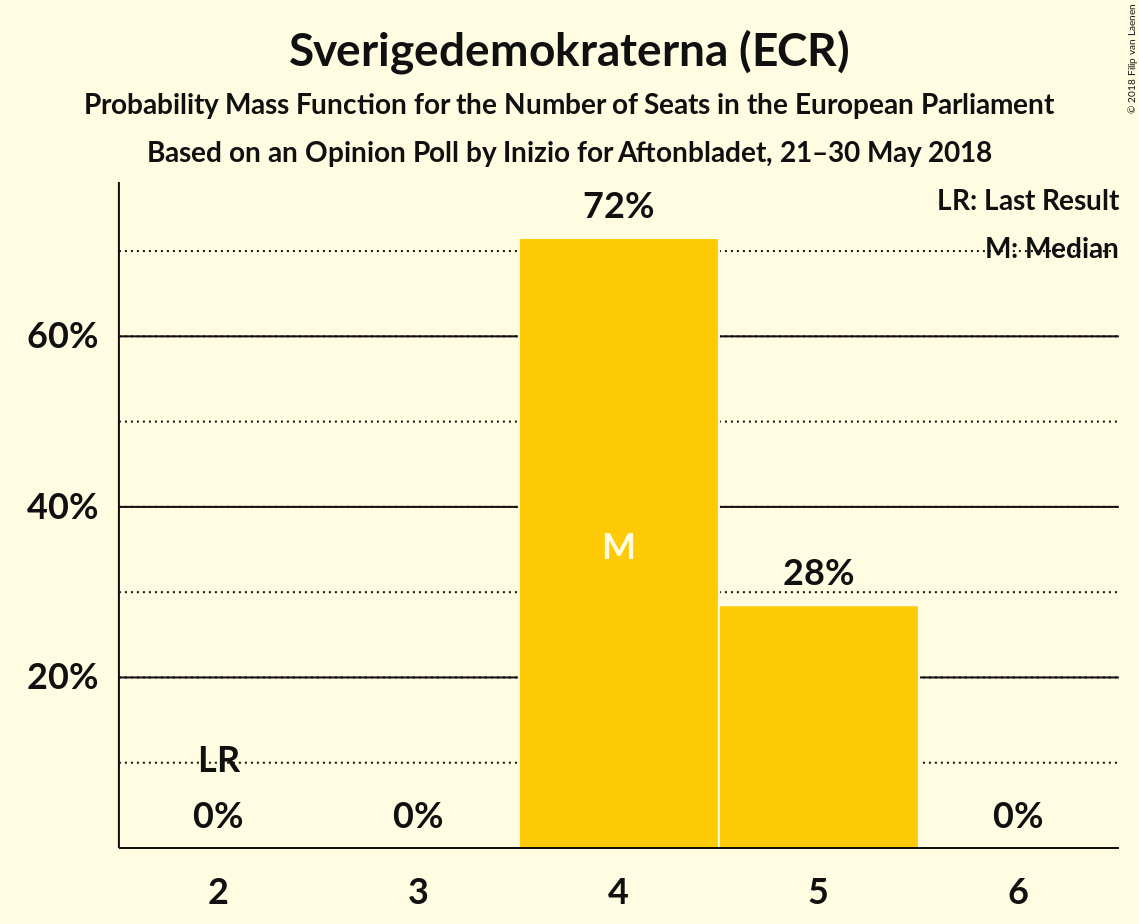 Sverigedemokraterna (ECR)
Probability Mass Function for the Number of Seats in the European Parliament
Based on an Opinion Poll by Inizio for Aftonbladet, 21–30 May 2018
© 2018 Filip van Laenen
LR: Last Result
M: Median
72%
60%
40%
20%
M
28%
LR
0%
0%
0%
2
3
4
5
6